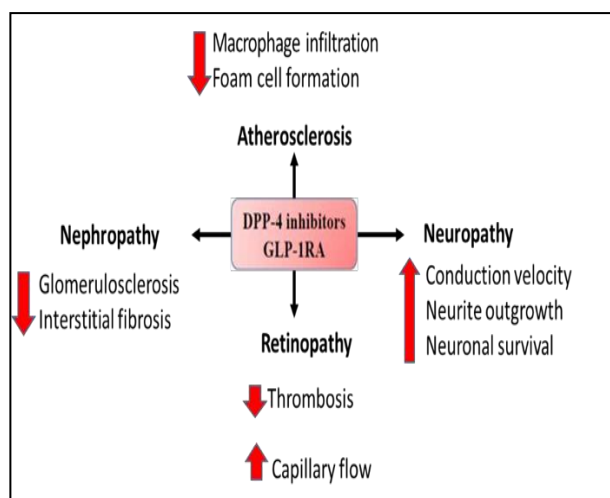 Macrophage infiltration
Foam cell formation
Atherosclerosis
DPP-4 inhibitors
GLP-1RA
Nephropathy
Glomerulosclerosis
Interstitial fibrosis
Neuropathy
Conduction velocity
Neurite outgrowth
Neuronal survival
Retinopathy
Thrombosis
Capillary flow